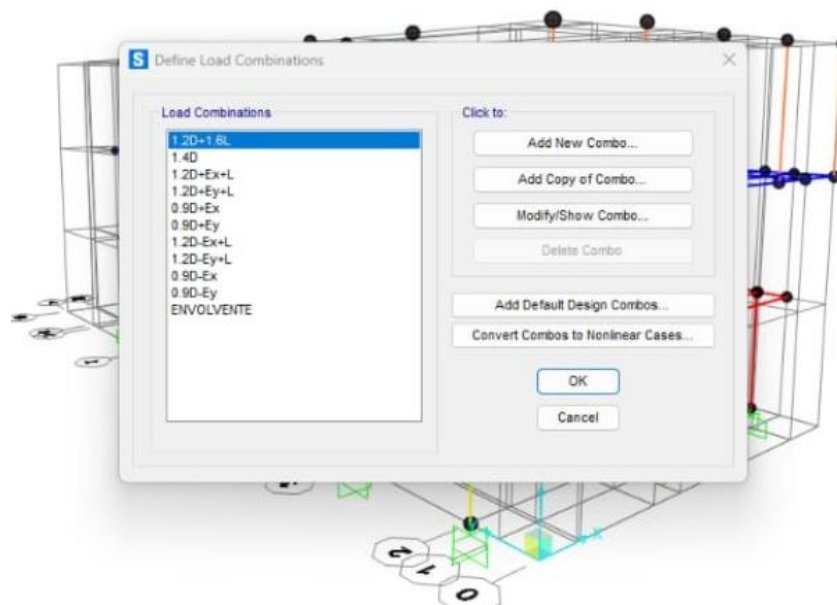 S Define Load Combinations
Load Combinations
1.2D+1.6L
1.4D
1.2D+Ex+L
1.2D+Ey+L
0.9D+Ex
0.9D+Ey
1.2D-Ex+L
1.2D-Ey+L
0.9D-Ex
0.9D-Ey
ENVOLVENTE
Click to:
Add New Combo...
Add Copy of Combo...
Modify/Show Combo...
Delete Combo
Add Default Design Combos...
Convert Combos to Nonlinear Cases...
OK
Cancel
X
2
1
0